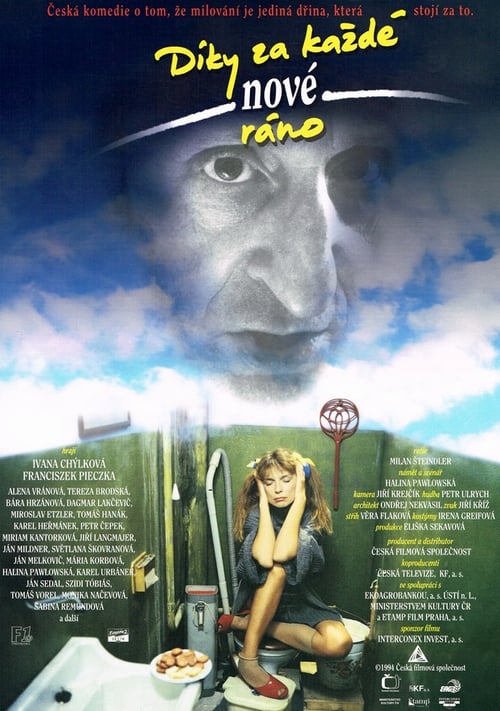 Česká komedie o tom, že milování je jediná dřina, která stojí za to.
Díky za každé
nové
ráno
hrají
IVANA CHÝLKOVÁ
FRANCISZEK PIECZKA
ALENA VRÁNOVÁ, TEREZA BRODSKÁ,
BÁRA HRZÁNOVÁ, DAGMAR LAKČEVIČ,
MIROSLAV ETZLER, TOMÁŠ HANÁK,
KAREL HEŘMÁNEK, PETR ČEPEK,
MIRIAM KANTORKOVÁ, JIŘÍ LANGMAJER,
JÁN MILDNER, SVĚTLANA ŠKOVRANOVÁ,
JÁN MELKOVIČ, MÁRIA KORBOVÁ,
HALINA PAWLOWSKÁ, KAREL URBÁNEK,
JÁN SEDAL, SZIDI TÓBIÁS,
TOMÁŠ VOREL, MONIKA NAČEVOVÁ,
SABINA REMUNDOVÁ
a další
režie
MILAN ŠTEINDLER
námět a scénář
HALINA PAWLOWSKÁ
kamera JIŘÍ KREJČÍK hudba PETR ULRYCH
architekt ONDŘEJ NEKVASIL zvuk JIŘÍ KŘÍŽ
střih VĚRA FLAKOVÁ kostýmy IRENA GREIFOVÁ
produkce ELIŠKA SEKAVOVÁ
producent a distributor
ČESKÁ FILMOVÁ SPOLEČNOST
koproducenti
ČESKÁ TELEVIZE, KF, a. s.
ve spolupráci s
EKOAGROBANKOU, a. s. ÚSTÍ n. L.,
MINISTERSTVEM KULTURY ČR
a ETAMP FILM PRAHA, a. s.
sponzor filmu
INTERCONEX INVEST, a. s.
©1994 Česká filmová společnost